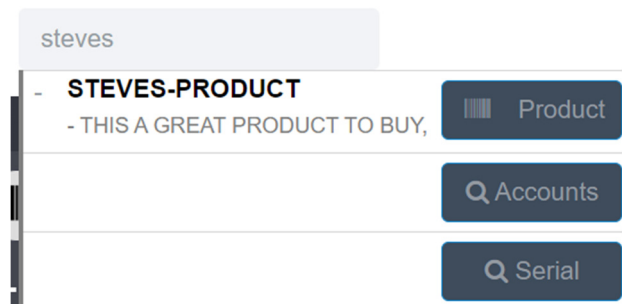 steves
- STEVES-PRODUCT
- THIS A GREAT PRODUCT TO BUY,
Product
Accounts
Serial